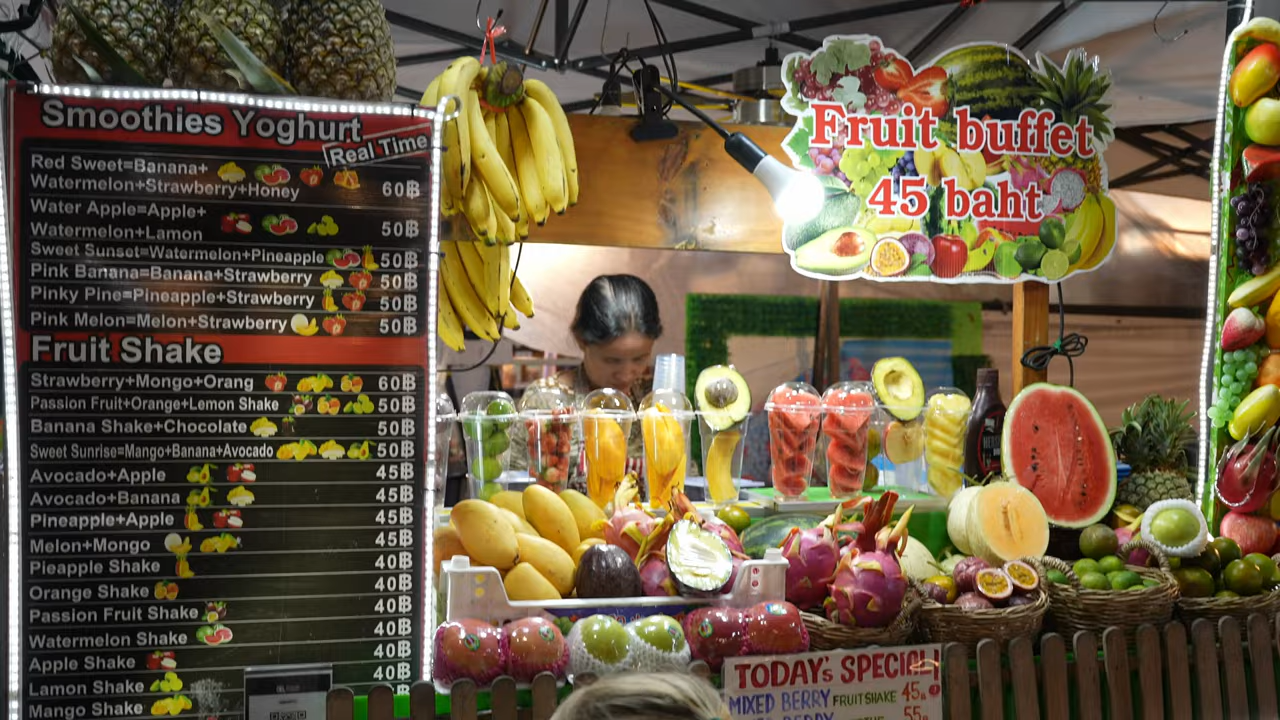 Smoothies Yoghurt
Real Time
Red Sweet=Banana+
Watermelon+Strawberry+Honey 60฿
Water Apple=Apple+
Watermelon+Lamon 50฿
Sweet Sunset=Watermelon+Pineapple 50฿
Pink Banana=Banana+Strawberry 50฿
Pinky Pine=Pineapple+Strawberry 50฿
Pink Melon=Melon+Strawberry 50฿
Fruit Shake
Strawberry+Mongo+Orang 60฿
Passion Fruit+Orange+Lemon Shake 50฿
Banana Shake+Chocolate 50฿
Sweet Sunrise=Mango+Banana+Avocado 50฿
Avocado+Apple 45฿
Avocado+Banana 45฿
Pineapple+Apple 45฿
Melon+Mongo 45฿
Pieapple Shake 40฿
Orange Shake 40฿
Passion Fruit Shake 40฿
Watermelon Shake 40฿
Apple Shake 40฿
Lamon Shake 40฿
Mango Shake
Fruit buffet
45 baht
TODAY'S SPECIAL!
MIXED BERRY FRUIT SHAKE 45฿
BERRY 55฿